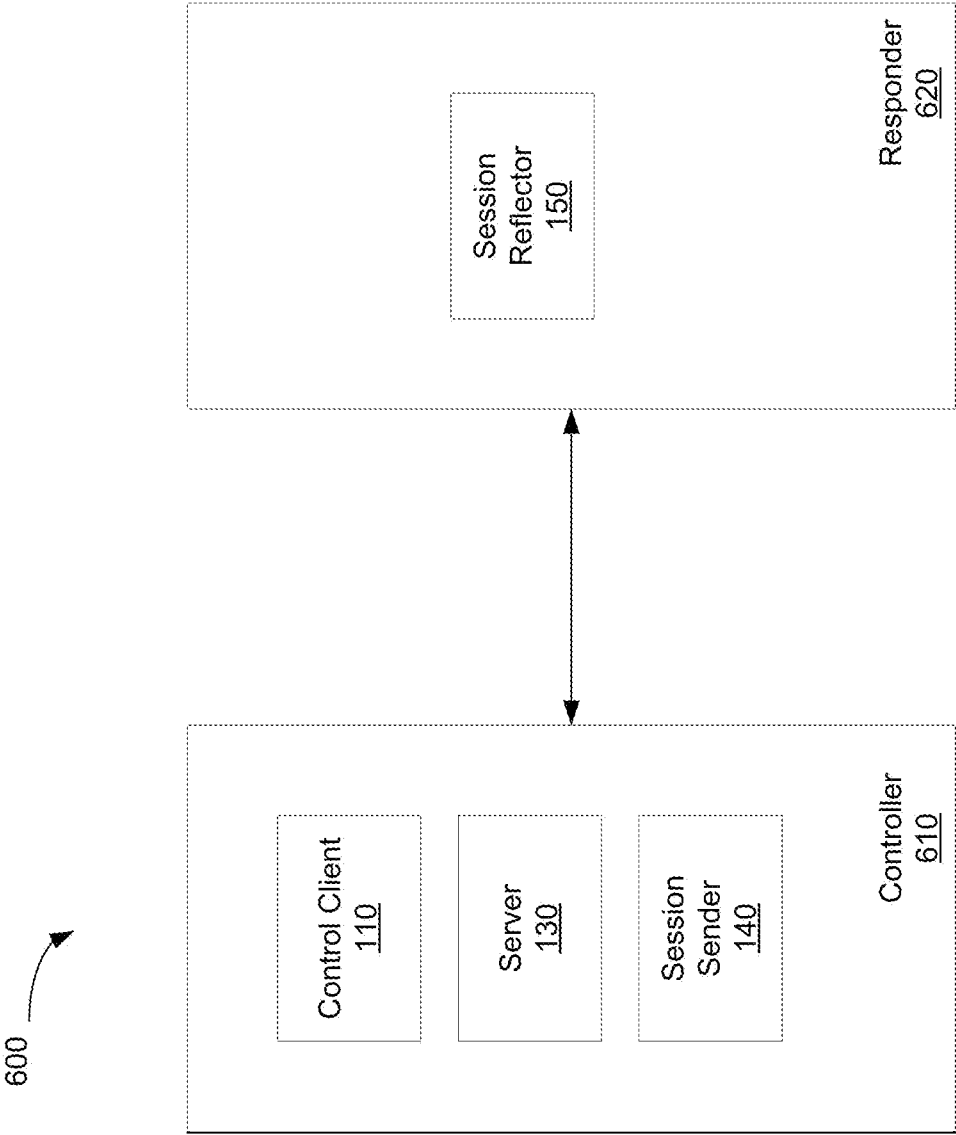 600
Control Client
110
Server
130
Session
Sender
140
Controller
610
Session
Reflector
150
Responder
620